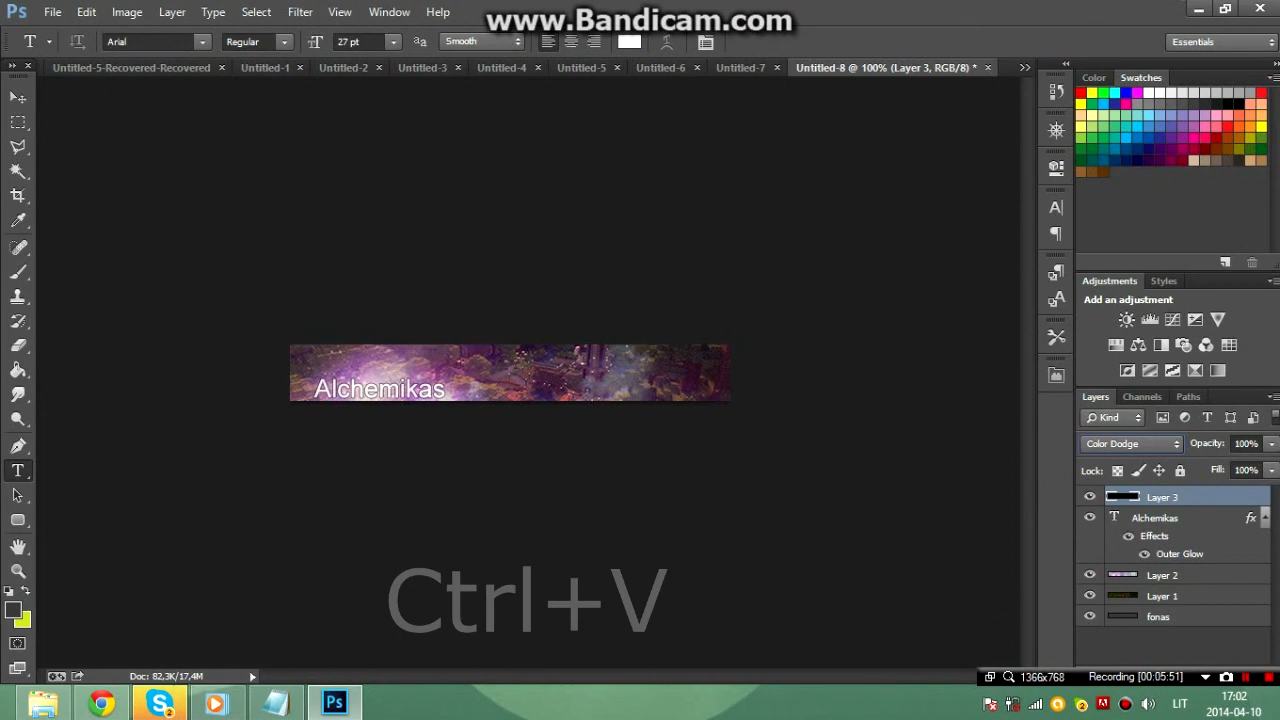 www.Bandicam.com
Ps File Edit Image Layer Type Select Filter View Window Help
T Arial Regular 27 pt Smooth Essentials
Untitled-5-Recovered-Recovered × Untitled-1 × Untitled-2 × Untitled-3 × Untitled-4 × Untitled-5 × Untitled-6 × Untitled-7 × Untitled-8 @ 100% (Layer 3, RGB/8) * ×
Color Swatches
Adjustments Styles
Add an adjustment
Layers Channels Paths
Kind
Color Dodge Opacity: 100%
Lock: Fill: 100%
Layer 3
T Alchemikas fx
Effects
Outer Glow
Layer 2
Layer 1
fonas
Alchemikas
Ctrl+V
Doc: 82,3K/17,4M
1366x768 Recording [00:05:51]
Ps LIT 17:02
2014-04-10